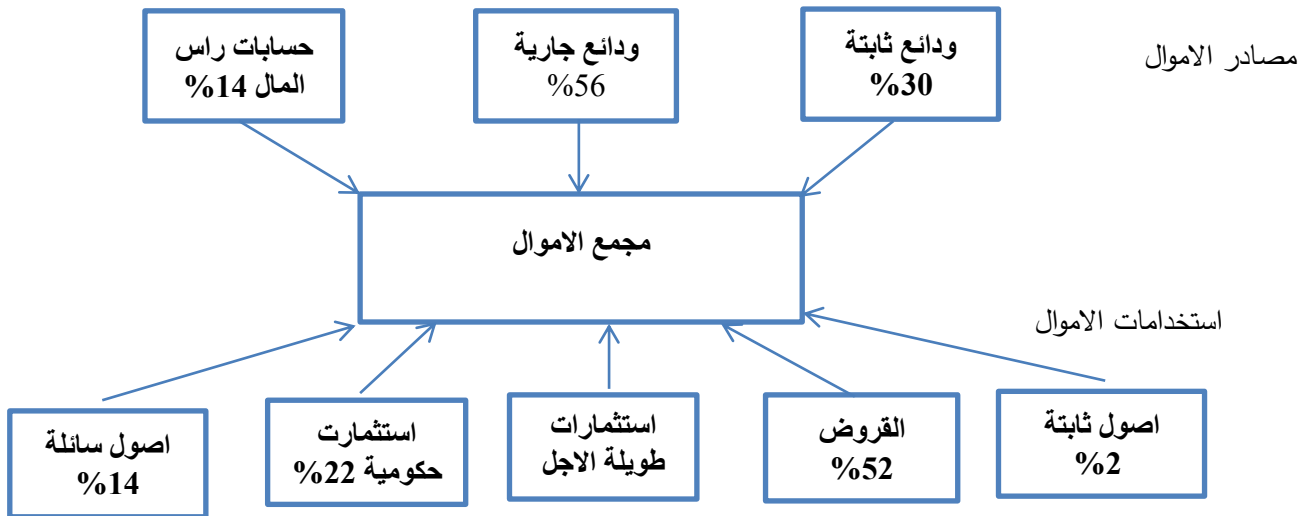 مصادر الاموال
ودائع ثابتة
%30
ودائع جارية
%56
حسابات راس
المال 14%
مجمع الاموال
استخدامات الاموال
اصول ثابتة
%2
القروض
%52
استثمارات
طويلة الاجل
استثمارت
حكومية 22%
اصول سائلة
%14